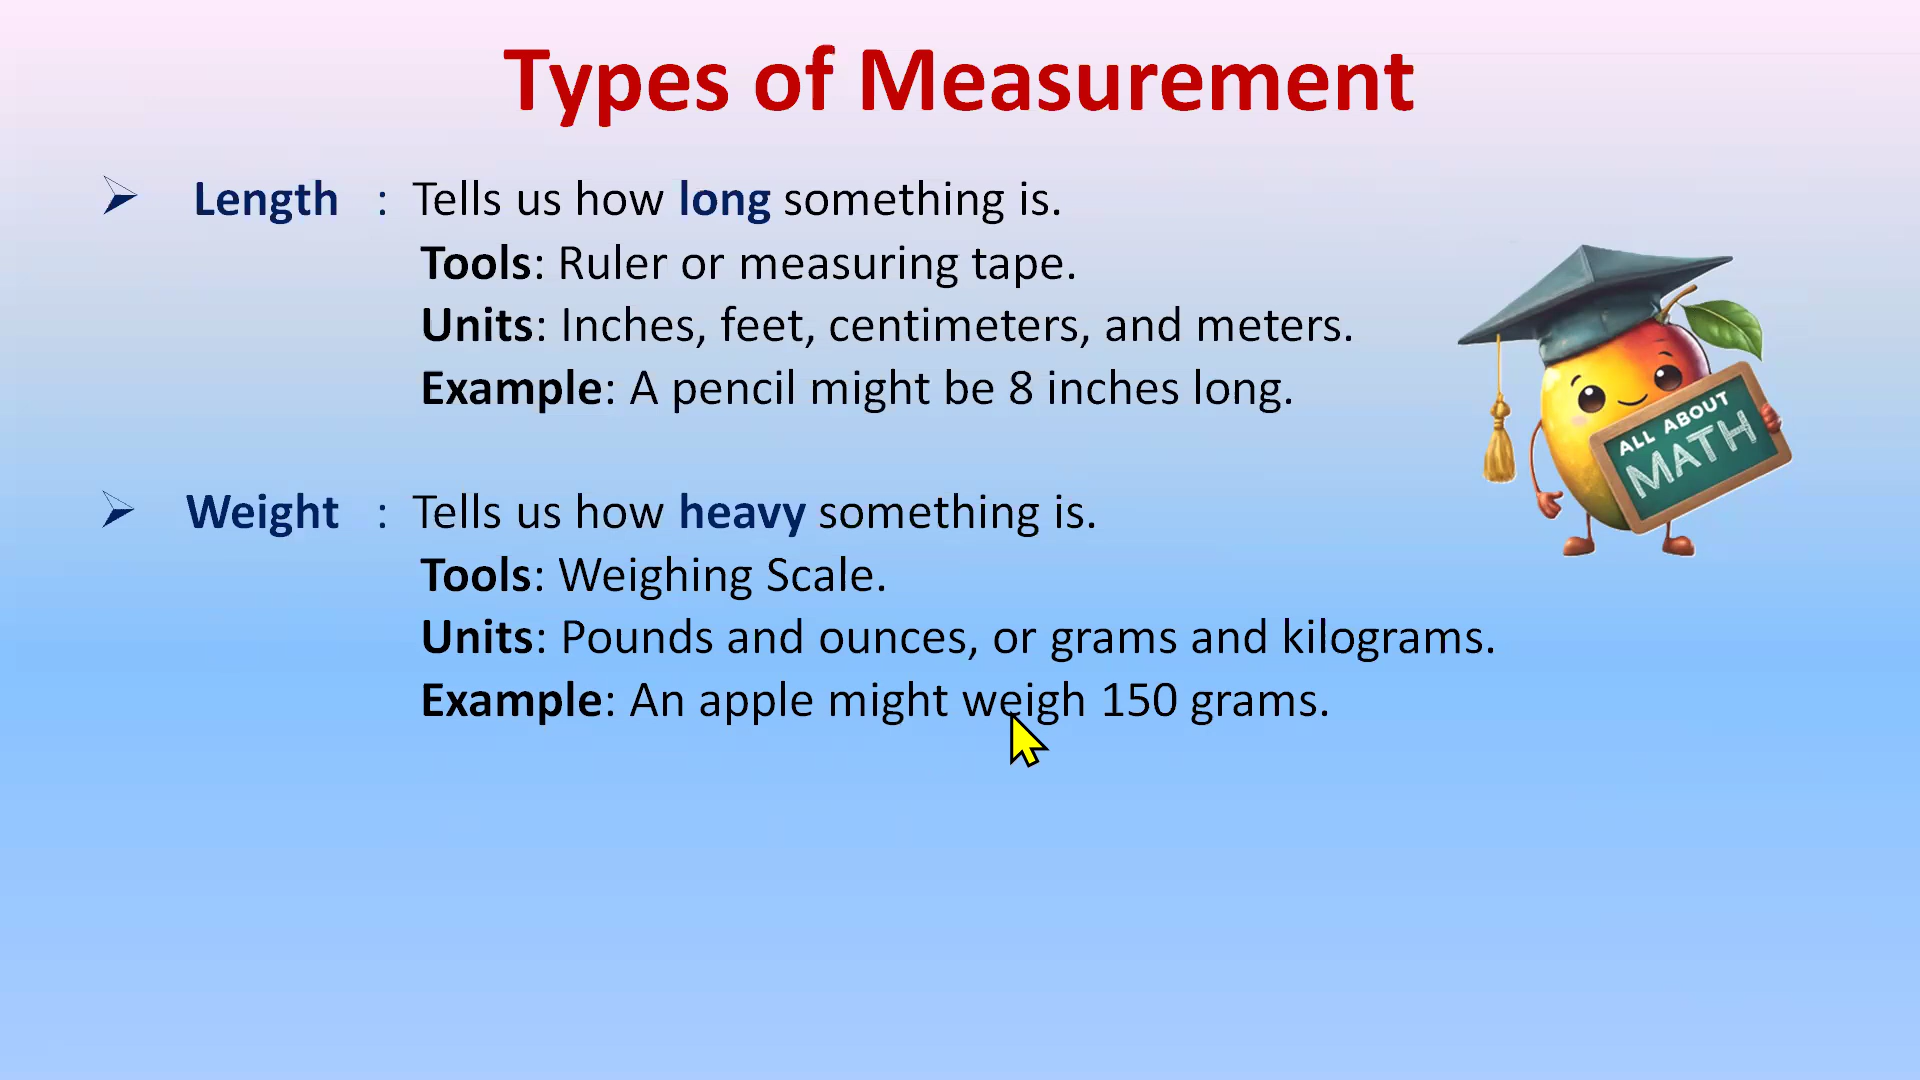 Types of Measurement
➢ Length : Tells us how long something is.
Tools: Ruler or measuring tape.
Units: Inches, feet, centimeters, and meters.
Example: A pencil might be 8 inches long.
ALL ABOUT
MATH
➢ Weight : Tells us how heavy something is.
Tools: Weighing Scale.
Units: Pounds and ounces, or grams and kilograms.
Example: An apple might weigh 150 grams.